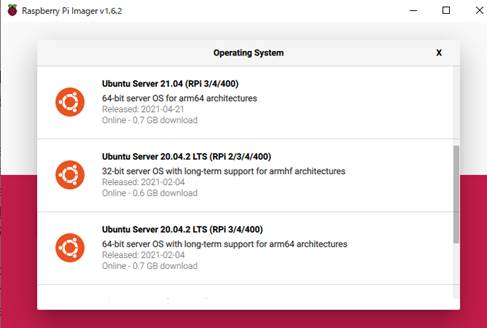 Raspberry Pi Imager v1.6.2
Operating System
X
Ubuntu Server 21.04 (RPi 3/4/400)
64-bit server OS for arm64 architectures
Released: 2021-04-21
Online - 0.7 GB download
Ubuntu Server 20.04.2 LTS (RPi 2/3/4/400)
32-bit server OS with long-term support for armhf architectures
Released: 2021-02-04
Online - 0.6 GB download
Ubuntu Server 20.04.2 LTS (RPi 3/4/400)
64-bit server OS with long-term support for arm64 architectures
Released: 2021-02-04
Online - 0.7 GB download